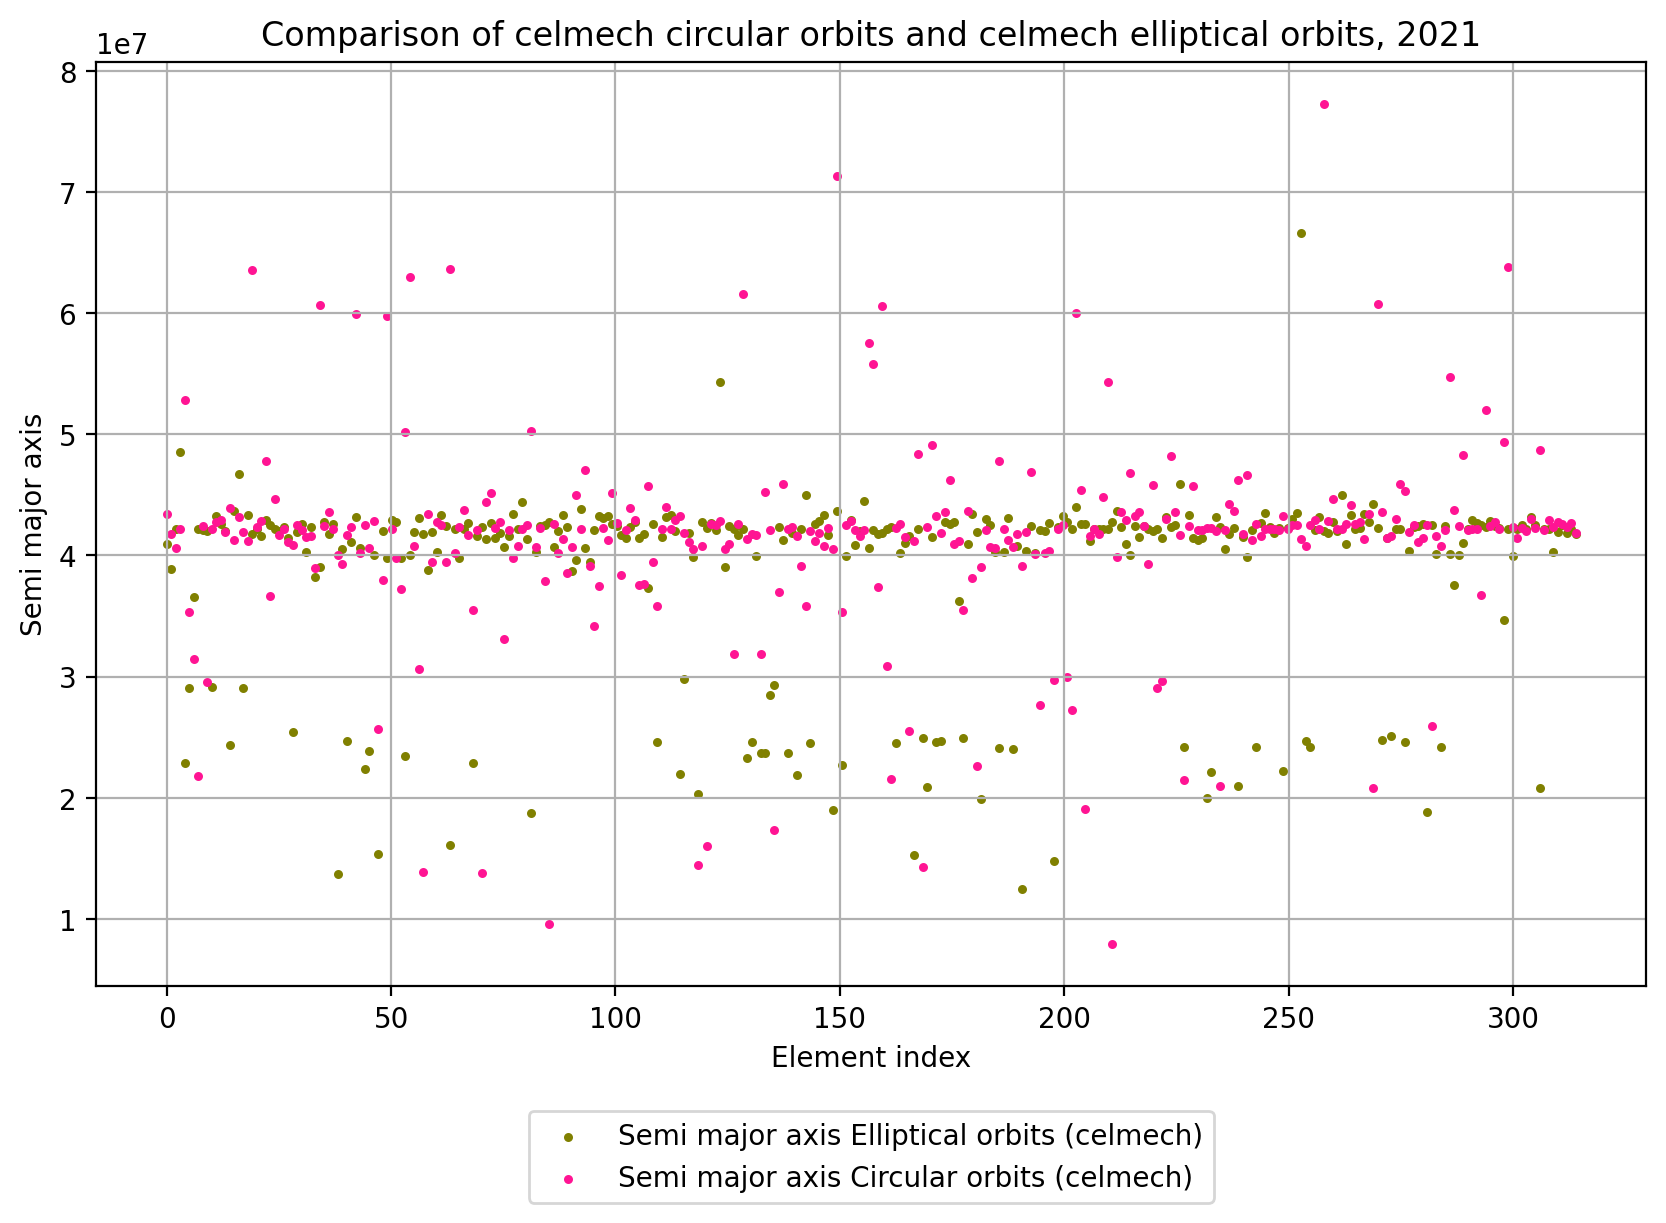 Comparison of celmech circular orbits and celmech elliptical orbits, 2021
1e7
8
7
6
5
4
3
2
1
Semi major axis
0 50 100 150 200 250 300
Element index
Semi major axis Elliptical orbits (celmech)
Semi major axis Circular orbits (celmech)